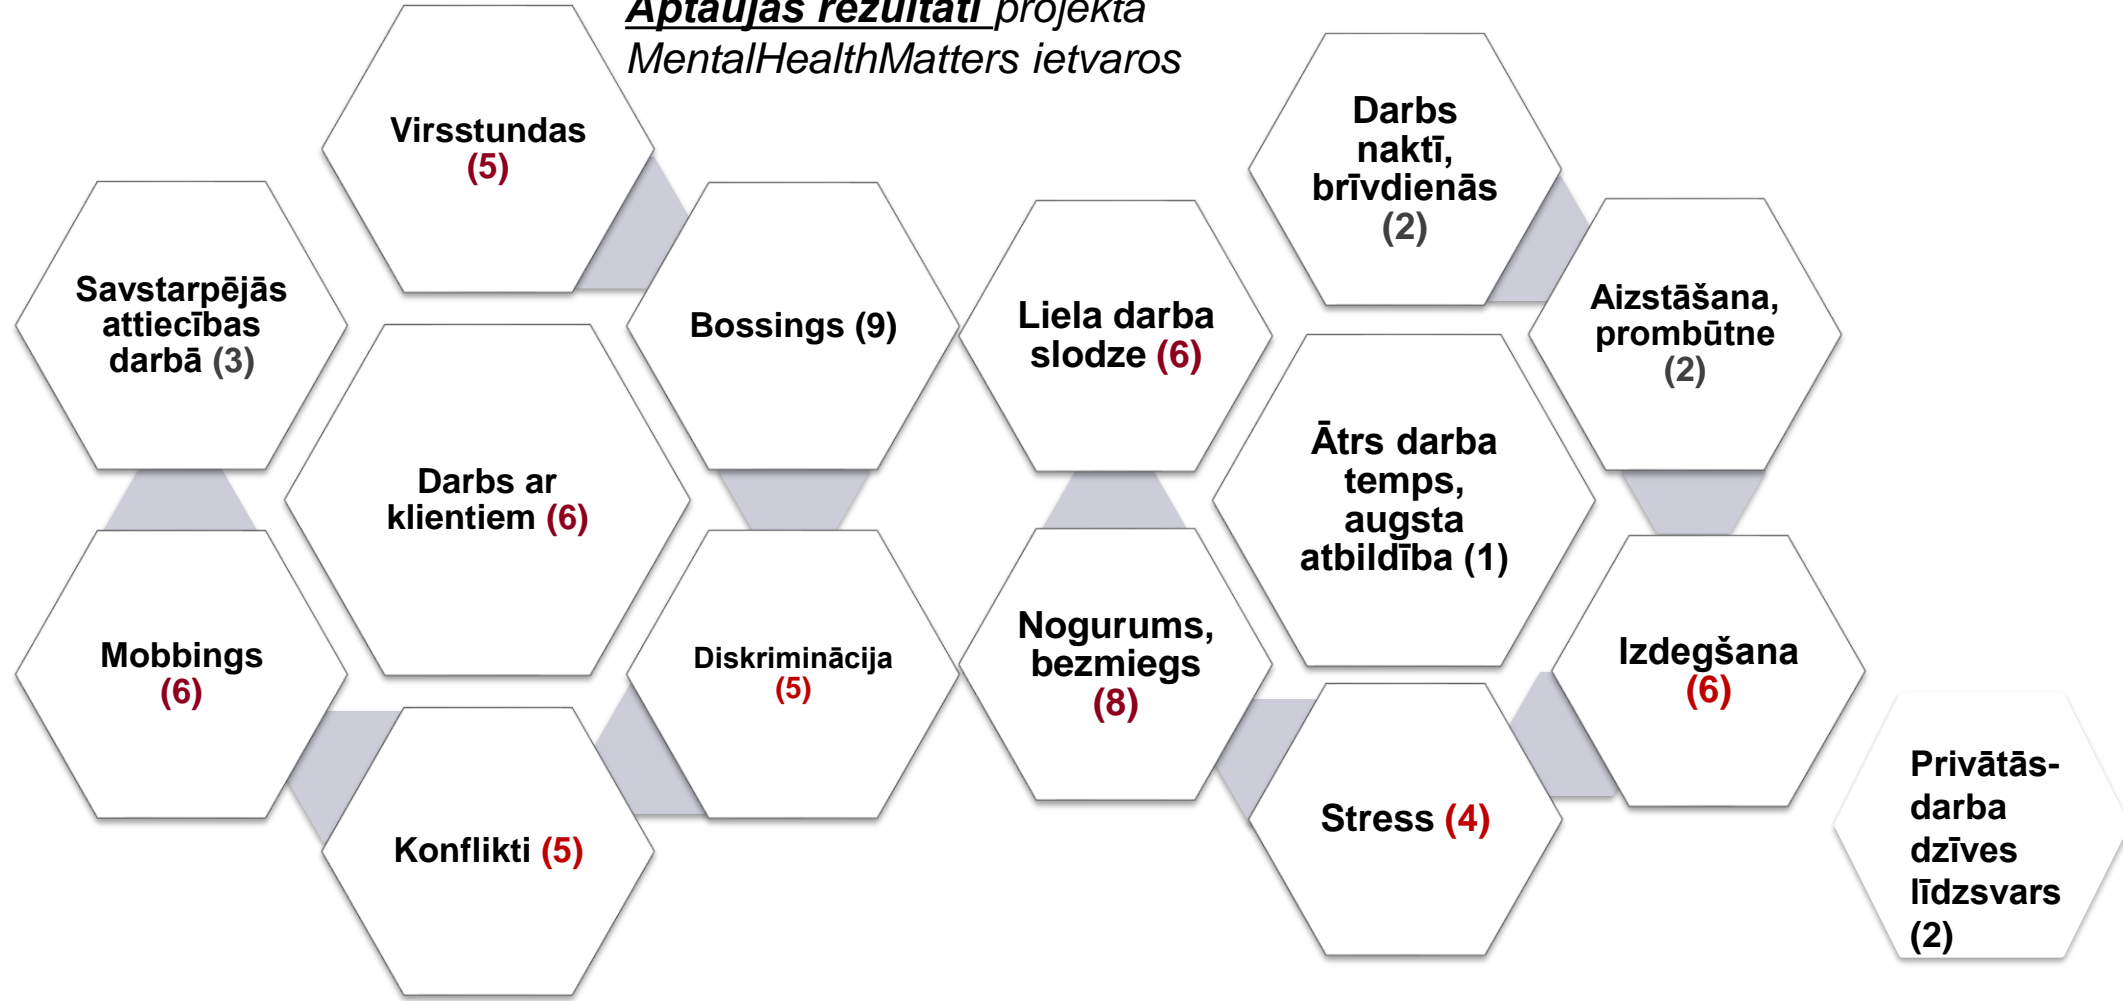 Aptaujas rezultāti projekta
MentalHealthMatters ietvaros
Virsstundas
(5)
Savstarpējās
attiecības
darbā (3)
Bossings (9)
Darbs ar
klientiem (6)
Mobbings
(6)
Diskriminācija
(5)
Konflikti (5)
Darbs
naktī,
brīvdienās
(2)
Liela darba
slodze (6)
Aizstāšana,
prombūtne
(2)
Ātrs darba
temps,
augsta
atbildība (1)
Nogurums,
bezmiegs
(8)
Izdegšana
(6)
Stress (4)
Privātās-
darba
dzīves
līdzsvars
(2)